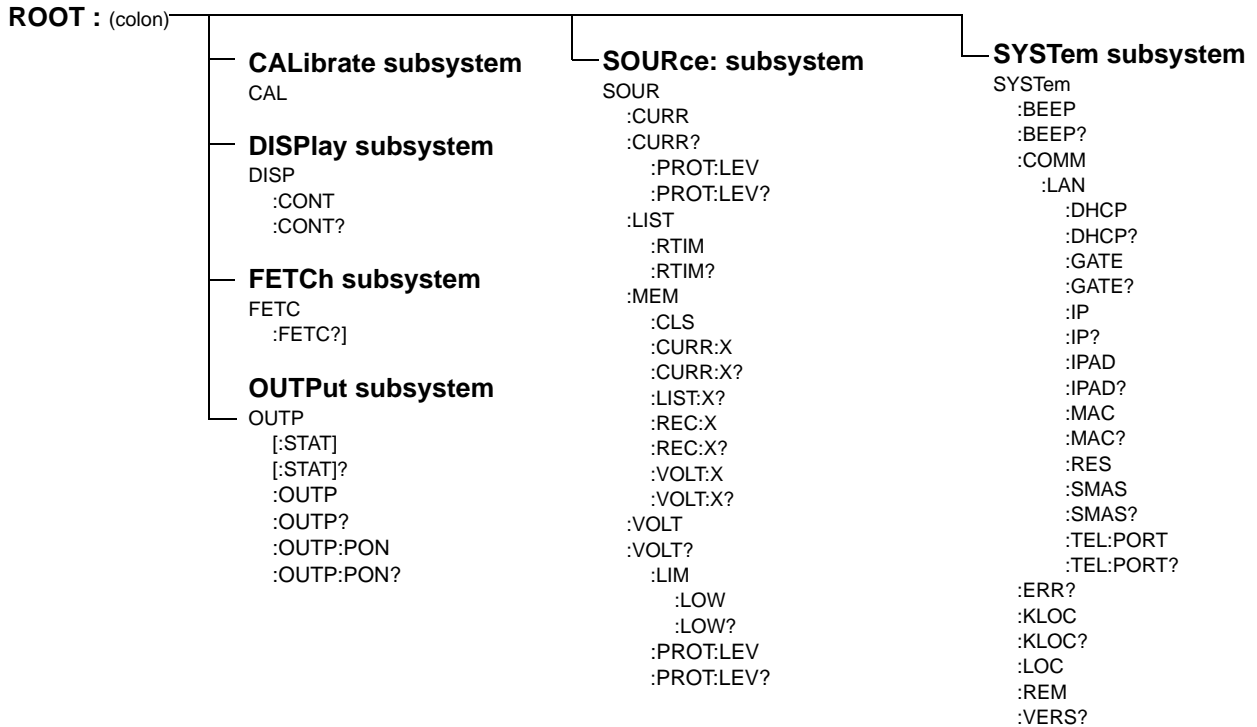 ROOT : (colon)
CALibrate subsystem
CAL
DISPlay subsystem
DISP
:CONT
:CONT?
FETCh subsystem
FETC
:FETC?]
OUTPut subsystem
OUTP
[:STAT]
[:STAT]?
:OUTP
:OUTP?
:OUTP:PON
:OUTP:PON?
SOURce: subsystem
SOUR
:CURR
:CURR?
:PROT:LEV
:PROT:LEV?
:LIST
:RTIM
:RTIM?
:MEM
:CLS
:CURR:X
:CURR:X?
:LIST:X?
:REC:X
:REC:X?
:VOLT:X
:VOLT:X?
:VOLT
:VOLT?
:LIM
:LOW
:LOW?
:PROT:LEV
:PROT:LEV?
SYSTem subsystem
SYSTem
:BEEP
:BEEP?
:COMM
:LAN
:DHCP
:DHCP?
:GATE
:GATE?
:IP
:IP?
:IPAD
:IPAD?
:MAC
:MAC?
:RES
:SMAS
:SMAS?
:TEL:PORT
:TEL:PORT?
:ERR?
:KLOC
:KLOC?
:LOC
:REM
:VERS?